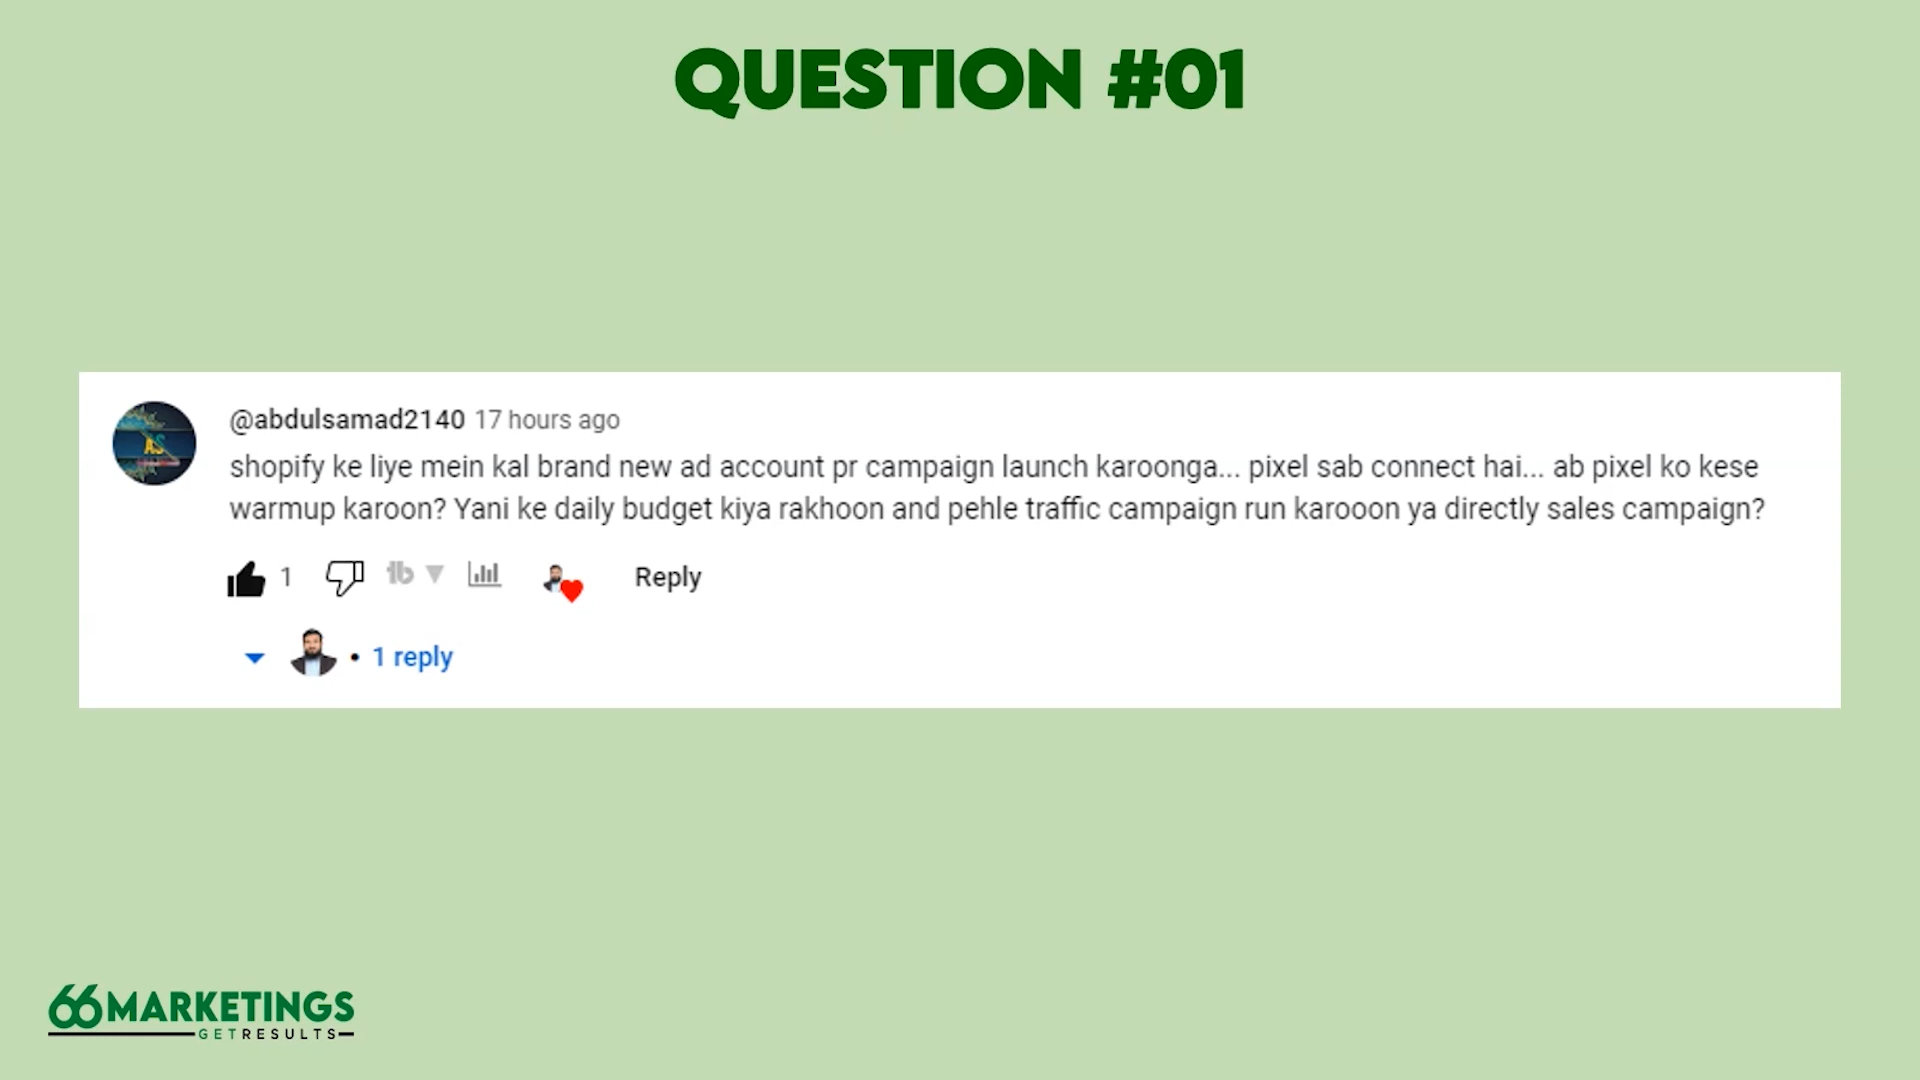 QUESTION #01
@abdulsamad2140 17 hours ago
shopify ke liye mein kal brand new ad account pr campaign launch karoonga... pixel sab connect hai... ab pixel ko kese
warmup karoon? Yani ke daily budget kiya rakhoon and pehle traffic campaign run karooon ya directly sales campaign?
1
Reply
• 1 reply
AS
66MARKETINGS
GETRESULTS